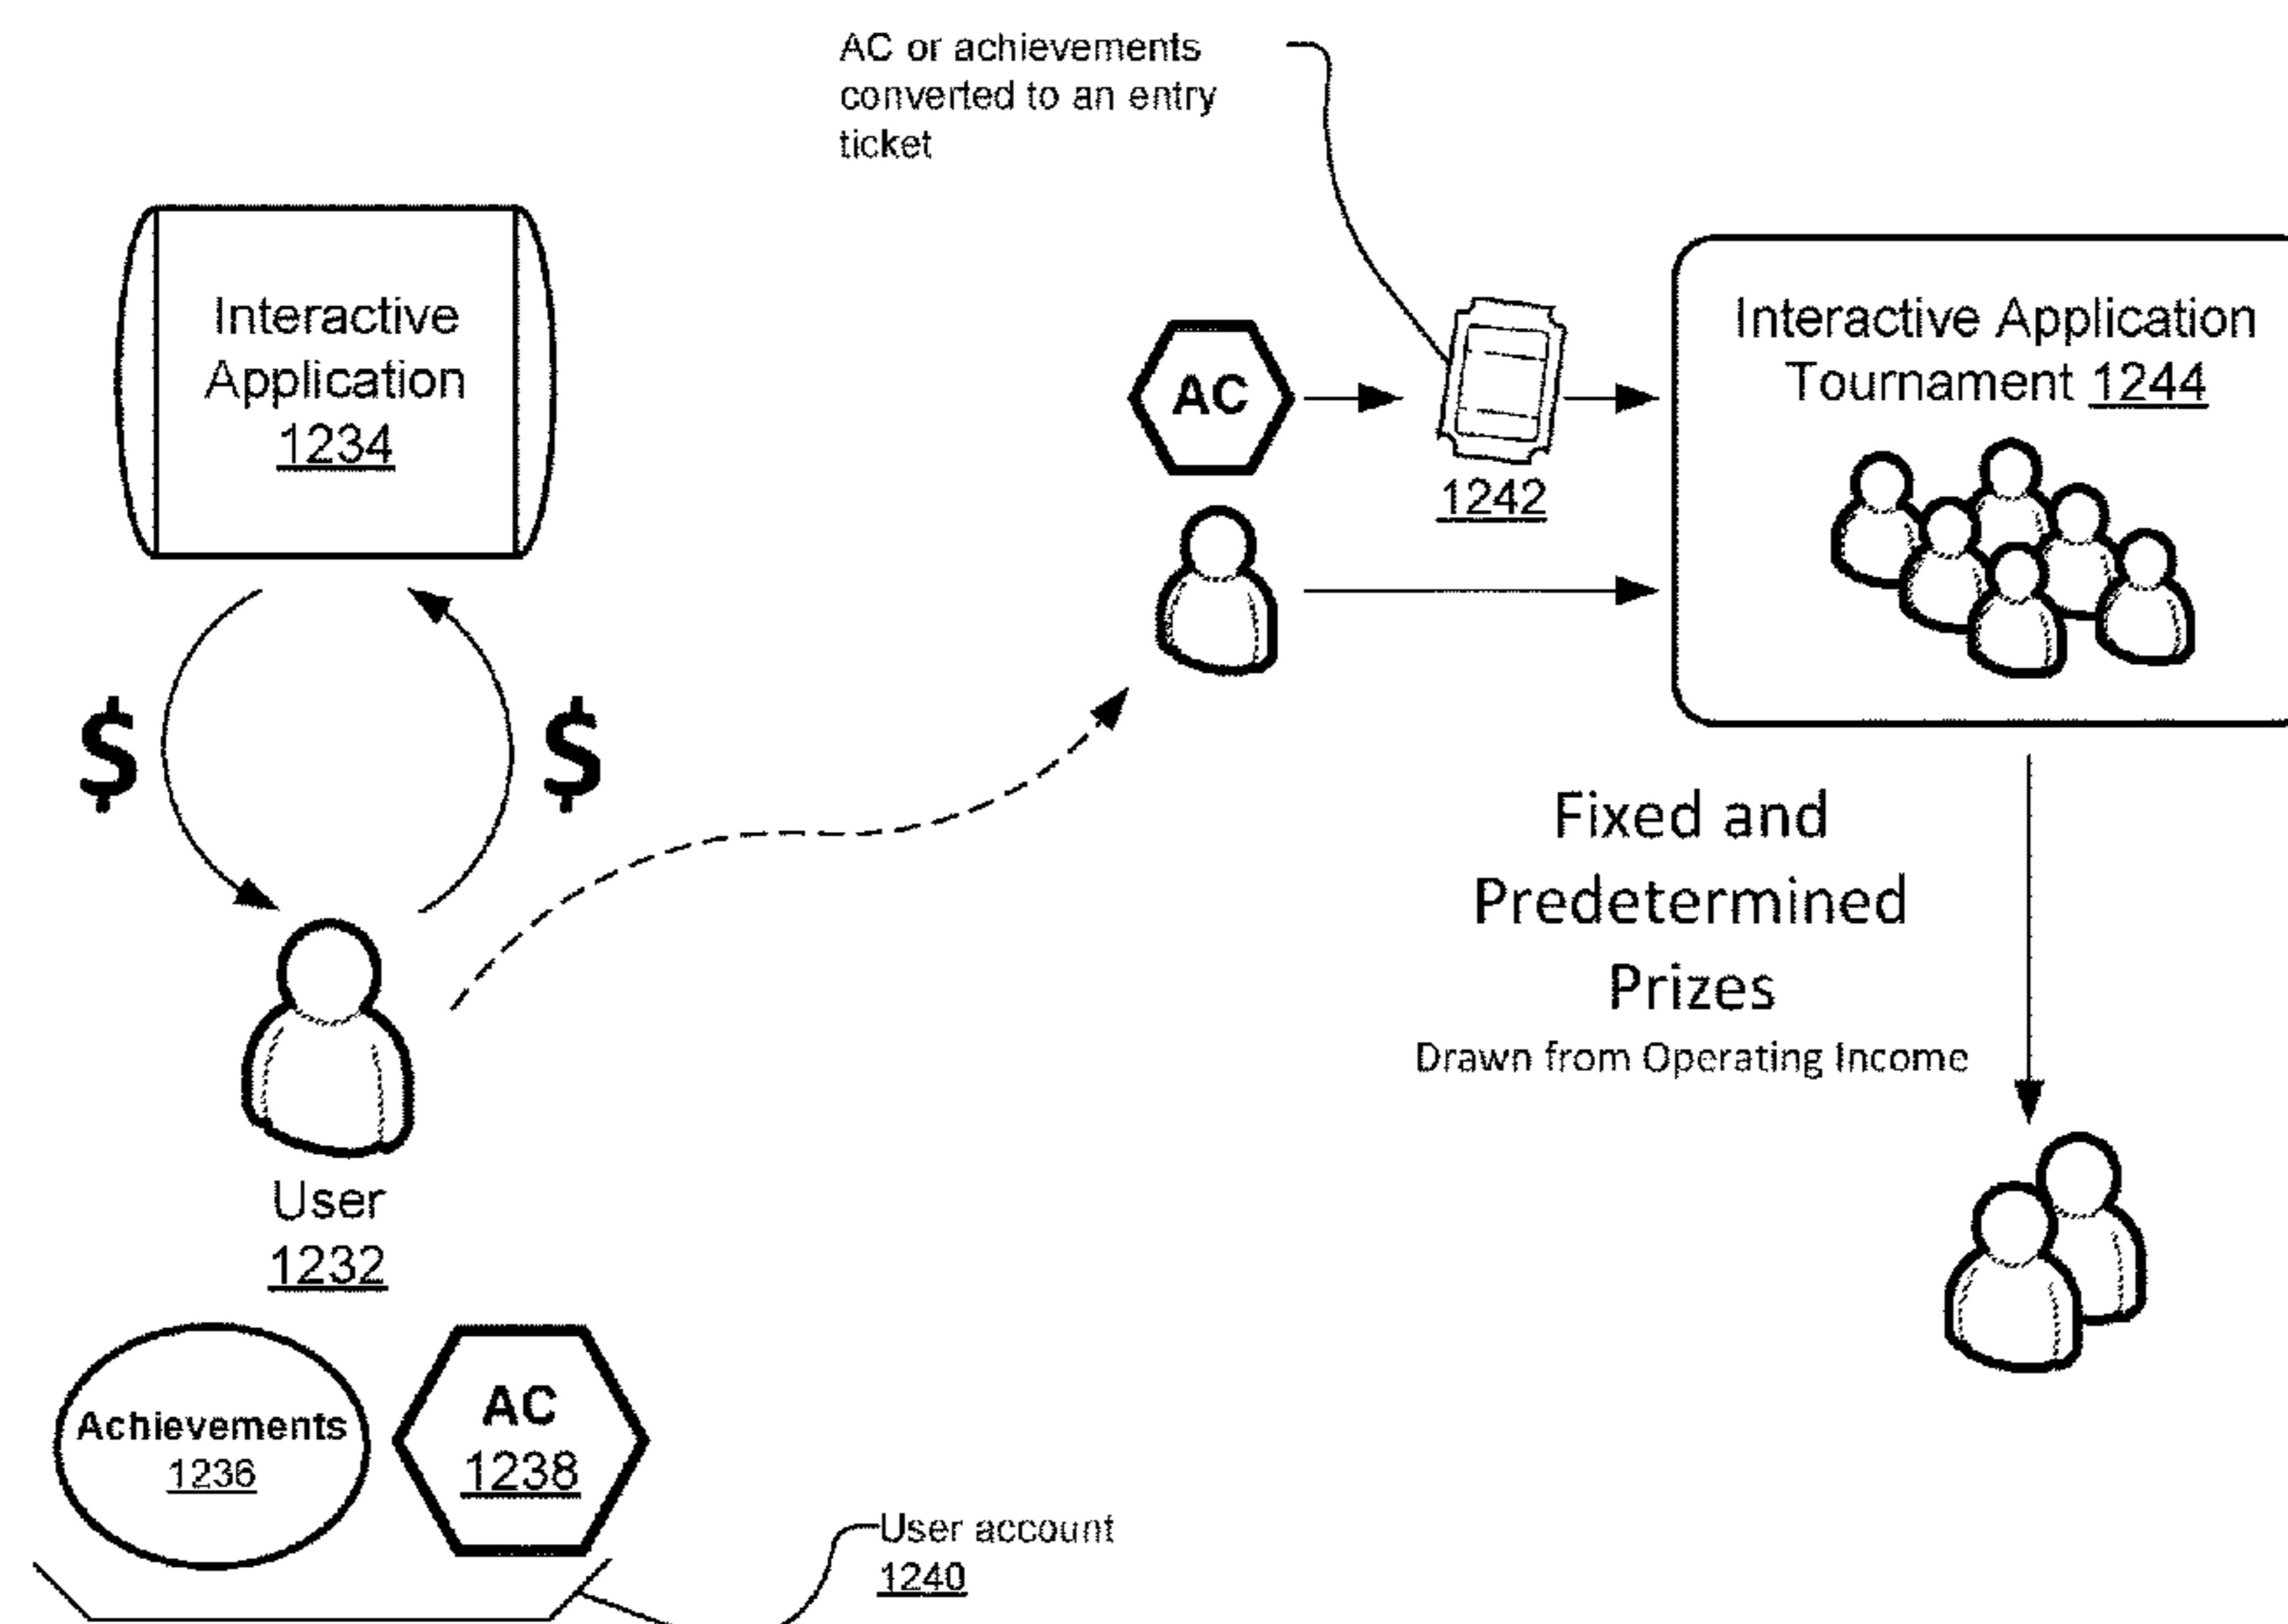 AC or achievements
converted to an entry
ticket
Interactive
Application
1234
AC
1242
Interactive Application
Tournament 1244
$
$
Fixed and
Predetermined
Prizes
Drawn from Operating Income
User
1232
Achievements
1236
AC
1238
User account
1240